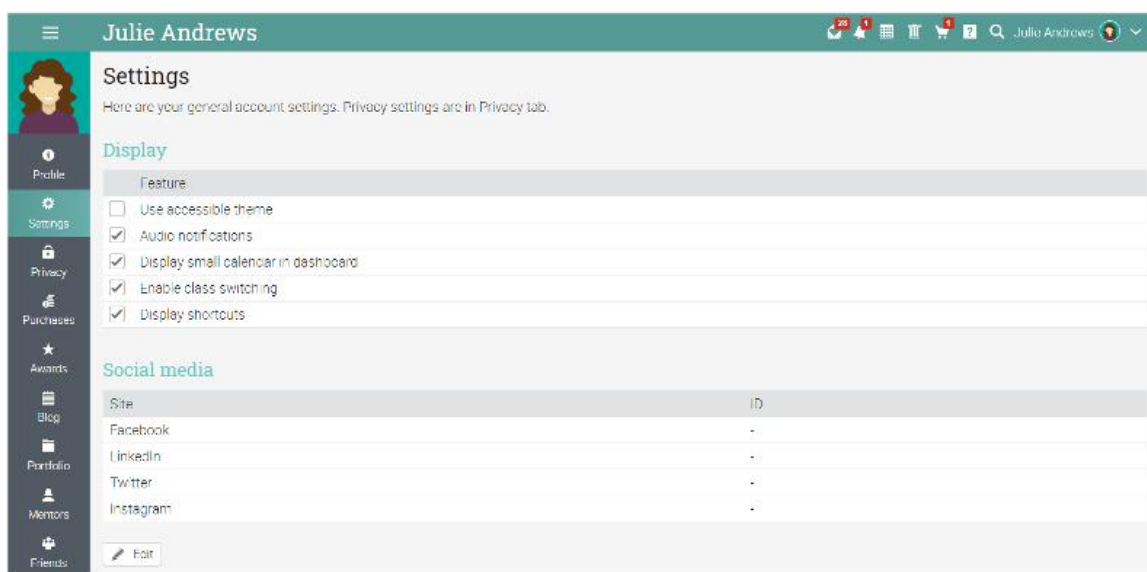 Julie Andrews
?
Julie Andrews
Settings
Here are your general account settings. Privacy settings are in Privacy tab.
Profile
Settings
Privacy
Purchases
Awards
Blog
Portfolio
Mentors
Friends
Display
Feature
Use accessible theme
Audio notifications
Display small calendar in dashboard
Enable class switching
Display shortcuts
Social media
Site ID
Facebook -
LinkedIn -
Twitter -
Instagram -
Edit